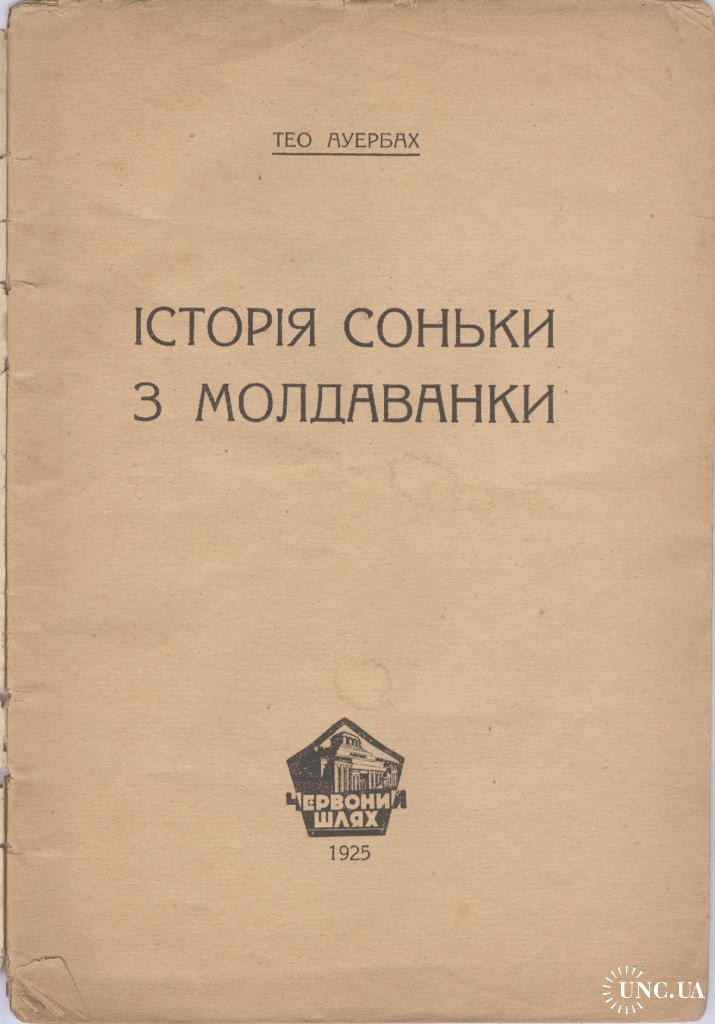 ТЕО АУЕРБАХ
ІСТОРІЯ СОНЬКИ
З МОЛДАВАНКИ
ЧЕРВОНИЙ
ШЛЯХ
1925
UNC.UA